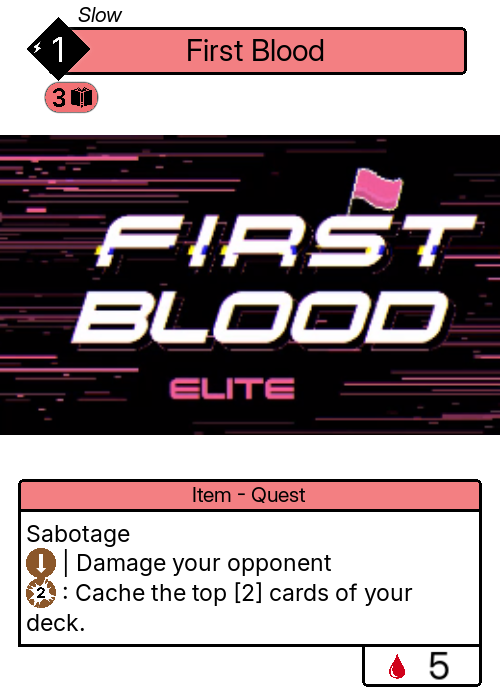 Slow
1
First Blood
3
FIRST
BLOOD
ELITE
Item - Quest
Sabotage
| Damage your opponent
2 : Cache the top [2] cards of your
deck.
5